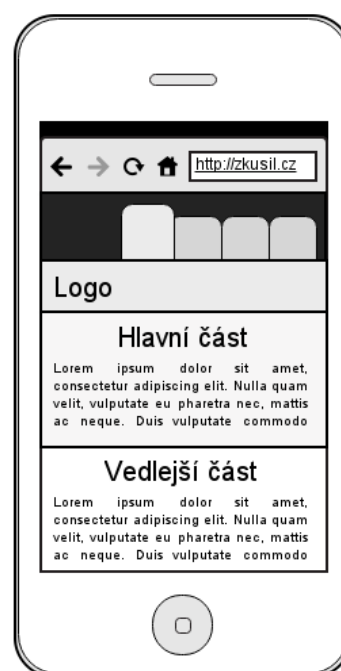 http://zkusil.cz
Logo
Hlavní část
Lorem ipsum dolor sit amet,
consectetur adipiscing elit. Nulla quam
velit, vulputate eu pharetra nec, mattis
ac neque. Duis vulputate commodo
Vedlejší část
Lorem ipsum dolor sit amet,
consectetur adipiscing elit. Nulla quam
velit, vulputate eu pharetra nec, mattis
ac neque. Duis vulputate commodo